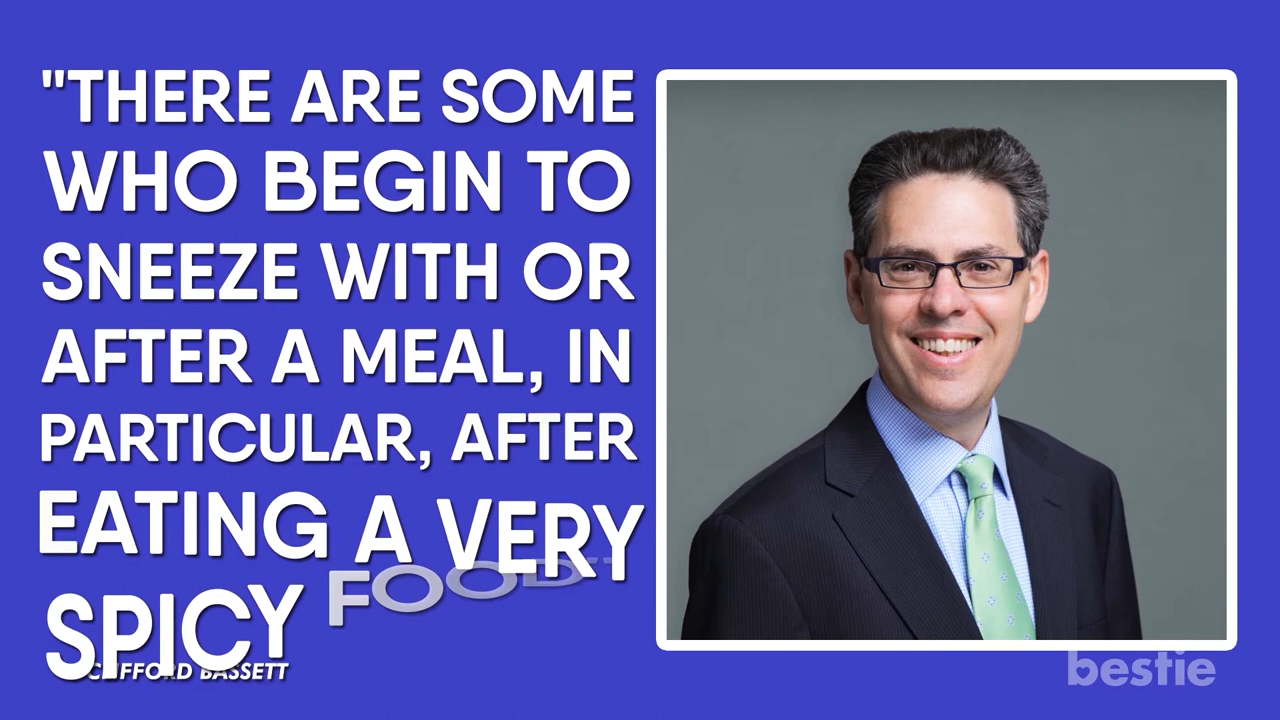 "THERE ARE SOME
WHO BEGIN TO
SNEEZE WITH OR
AFTER A MEAL, IN
PARTICULAR, AFTER
EATING A VERY
SPICY FOOD"
CLIFFORD BASSETT
bestie